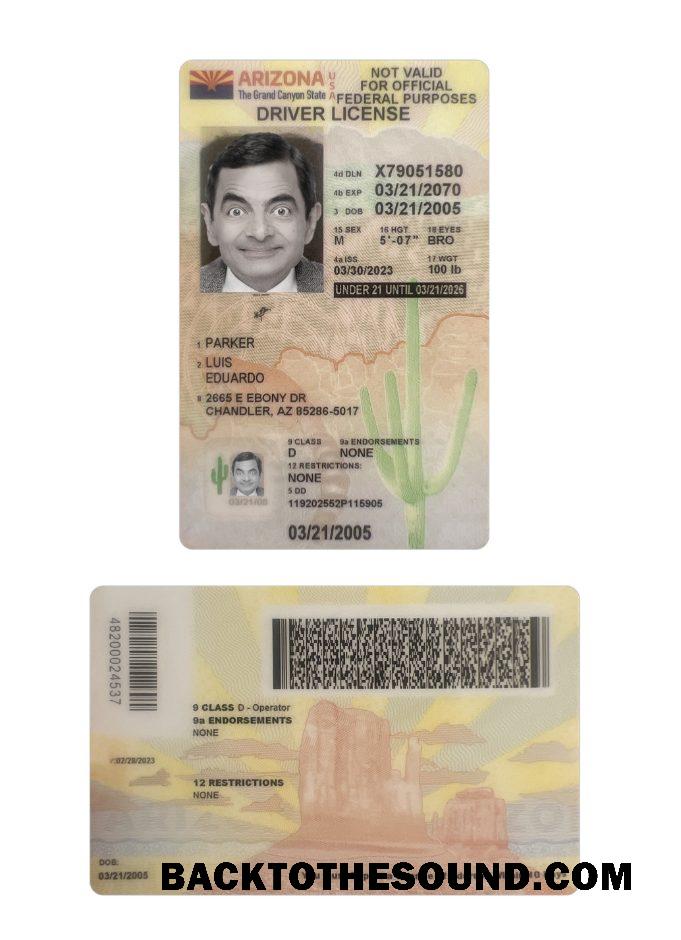 ARIZONA USA
The Grand Canyon State
NOT VALID
FOR OFFICIAL
FEDERAL PURPOSES
DRIVER LICENSE
4d DLN X79051580
4b EXP 03/21/2070
3 DOB 03/21/2005
15 SEX 16 HGT 18 EYES
M 5'-07" BRO
4a ISS 17 WGT
03/30/2023 100 lb
UNDER 21 UNTIL 03/21/2026
1 PARKER
2 LUIS
EDUARDO
8 2665 E EBONY DR
CHANDLER, AZ 85286-5017
9 CLASS 9a ENDORSEMENTS
D NONE
12 RESTRICTIONS:
NONE
5 DD
119202552P115905
03/21/05
03/21/2005
48200024537
9 CLASS D - Operator
9a ENDORSEMENTS
NONE
02/28/2023
12 RESTRICTIONS
NONE
DOB:
03/21/2005
BACKTOTHESOUND.COM